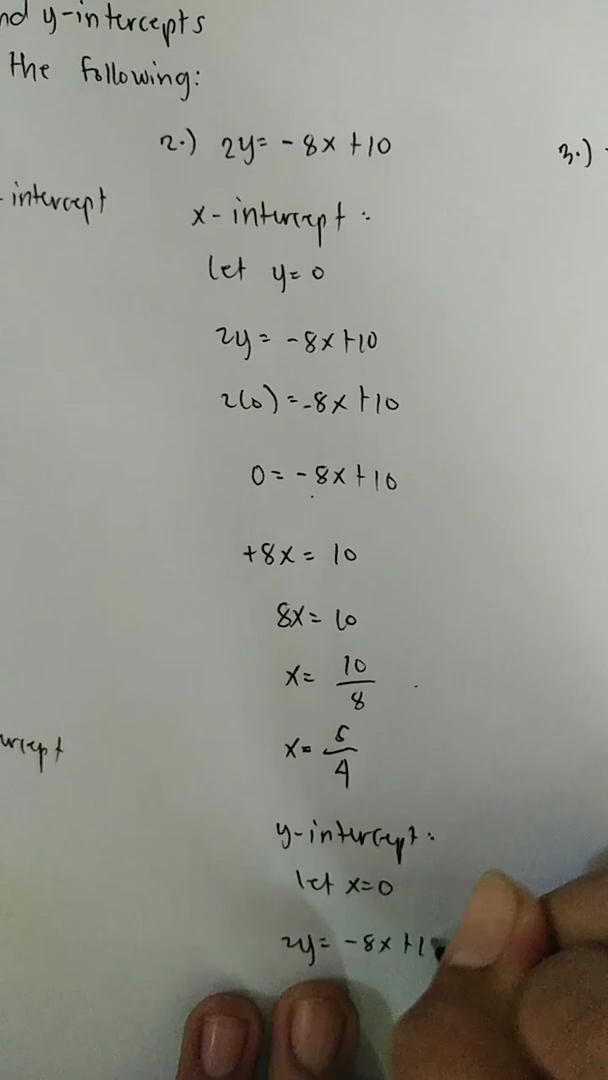 nd y-intercepts
the following:
2.) 2y = -8x + 10
3.)
-intercept
x-intercept:
let y = 0
2y = -8x + 10
2(0) = -8x + 10
0 = -8x + 10
+8x = 10
8x = 10
x = 10/8
x = 5/4
rcept
y-intercept:
let x = 0
2y = -8x + 1